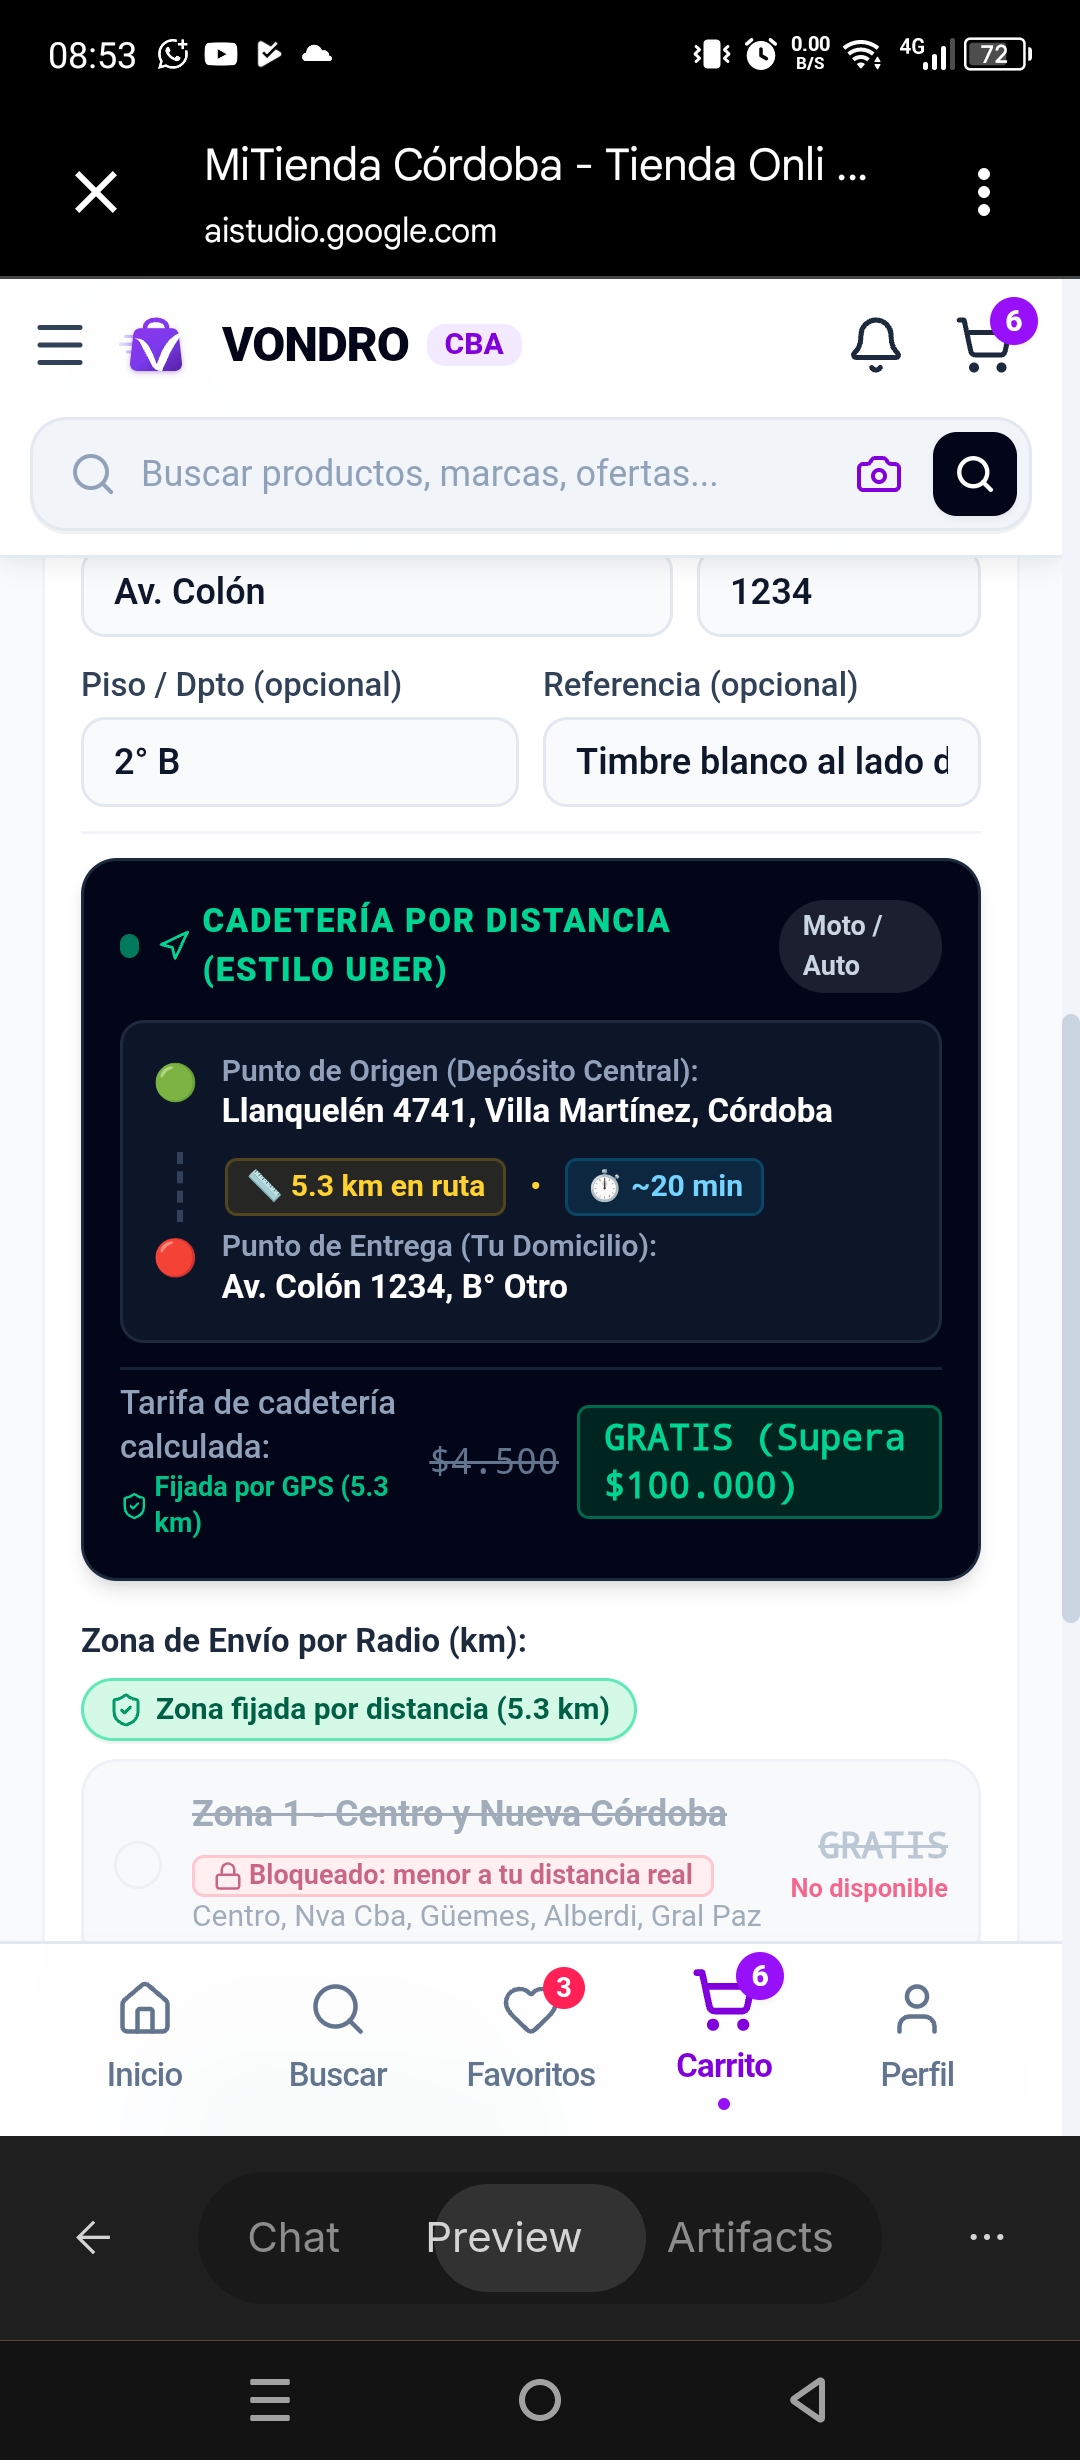 08:53
0.00
B/S
4G
72
MiTienda Córdoba - Tienda Onli ...
aistudio.google.com
VONDRO
CBA
6
Buscar productos, marcas, ofertas...
Av. Colón
1234
Piso / Dpto (opcional)
Referencia (opcional)
2° B
Timbre blanco al lado d
CADETERÍA POR DISTANCIA
(ESTILO UBER)
Moto /
Auto
Punto de Origen (Depósito Central):
Llanquelén 4741, Villa Martínez, Córdoba
5.3 km en ruta
•
~20 min
Punto de Entrega (Tu Domicilio):
Av. Colón 1234, B° Otro
Tarifa de cadetería
calculada:
Fijada por GPS (5.3
km)
$4.500
GRATIS (Supera
$100.000)
Zona de Envío por Radio (km):
Zona fijada por distancia (5.3 km)
Zona 1 - Centro y Nueva Córdoba
Bloqueado: menor a tu distancia real
Centro, Nva Cba, Güemes, Alberdi, Gral Paz
GRATIS
No disponible
Inicio
Buscar
3
Favoritos
6
Carrito
Perfil
Chat
Preview
Artifacts